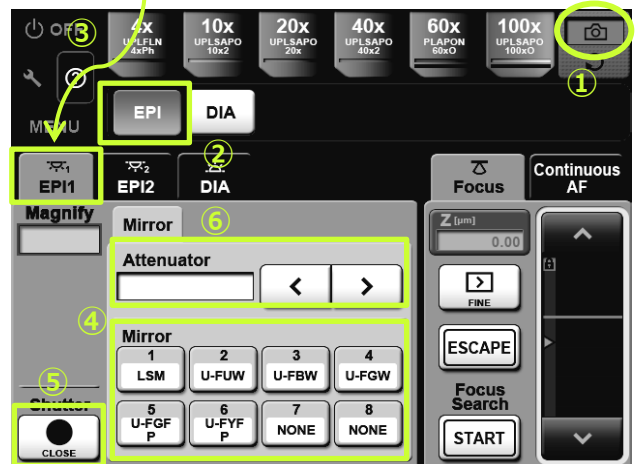 OFF
③
4x
UPLFLN
4xPh
10x
UPLSAPO
10x2
20x
UPLSAPO
20x
40x
UPLSAPO
40x2
60x
PLAPON
60xO
100x
UPLSAPO
100xO
①
?
MENU
EPI
DIA
②
1
EPI1
2
EPI2
DIA
Focus
Continuous
AF
Magnify
Mirror
⑥
Z [µm]
0.00
Attenuator
<
>
FINE
④
Mirror
1
LSM
2
U-FUW
3
U-FBW
4
U-FGW
ESCAPE
⑤
Shutter
CLOSE
5
U-FGF
P
6
U-FYF
P
7
NONE
8
NONE
Focus
Search
START